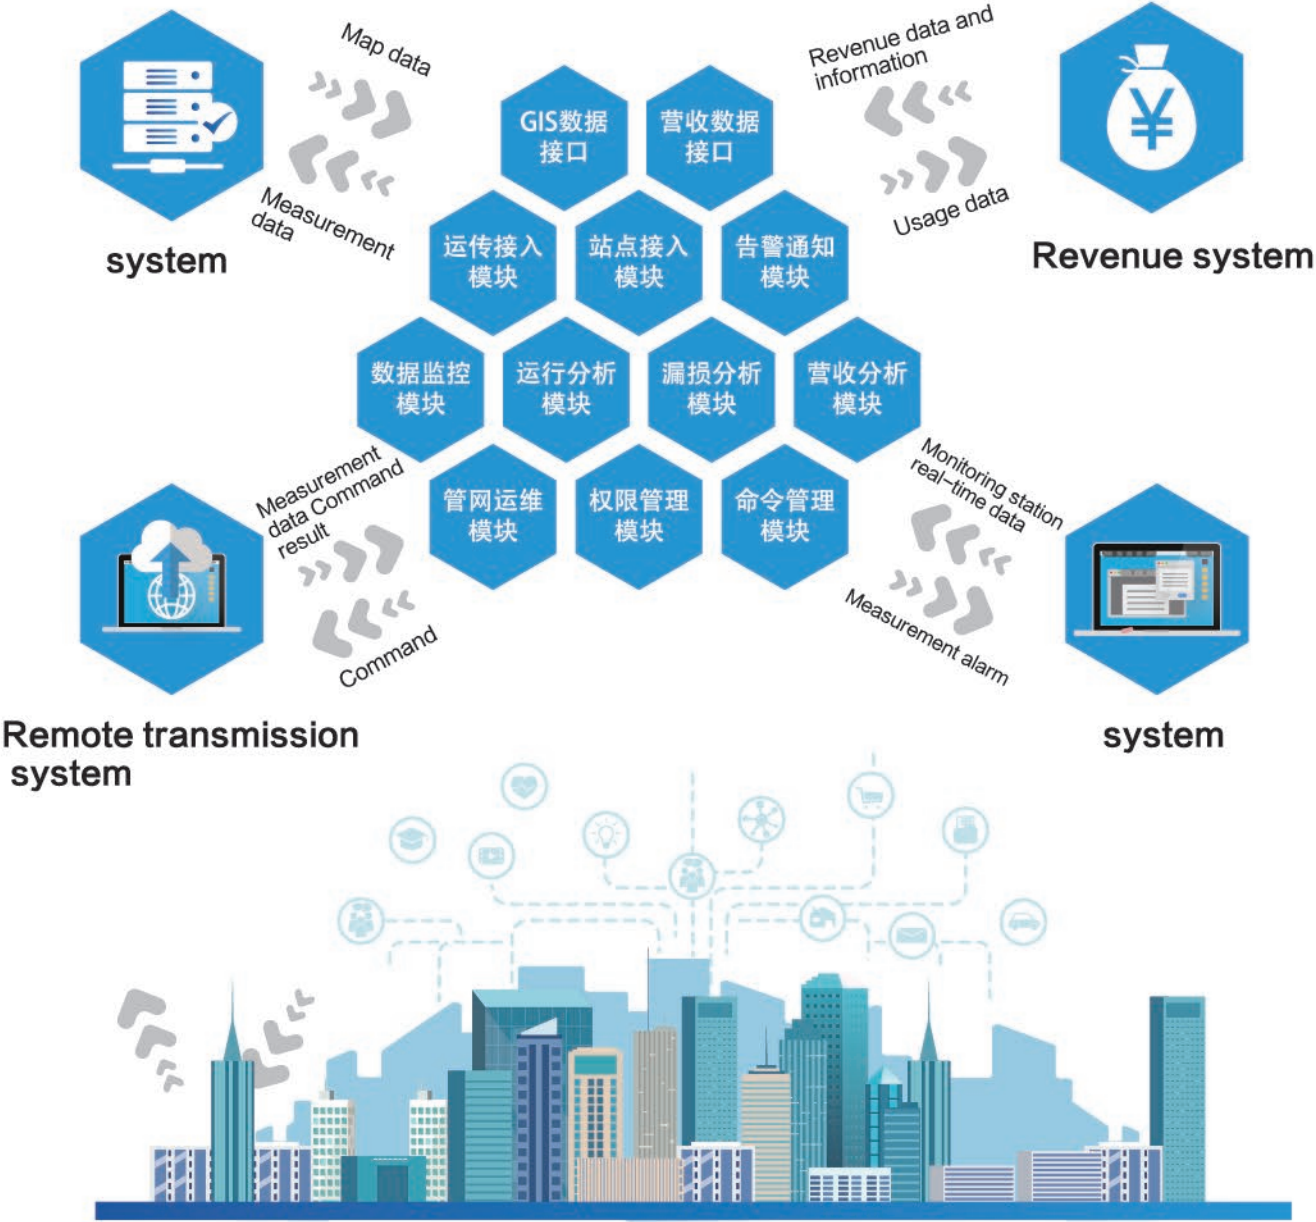 Map data
Measurement
data
system
Revenue data and
information
Usage data
¥
Revenue system
GIS数据
接口
营收数据
接口
运传接入
模块
站点接入
模块
告警通知
模块
数据监控
模块
运行分析
模块
漏损分析
模块
营收分析
模块
管网运维
模块
权限管理
模块
命令管理
模块
Measurement
data Command
result
Command
Remote transmission
system
Monitoring station
real-time data
Measurement alarm
system